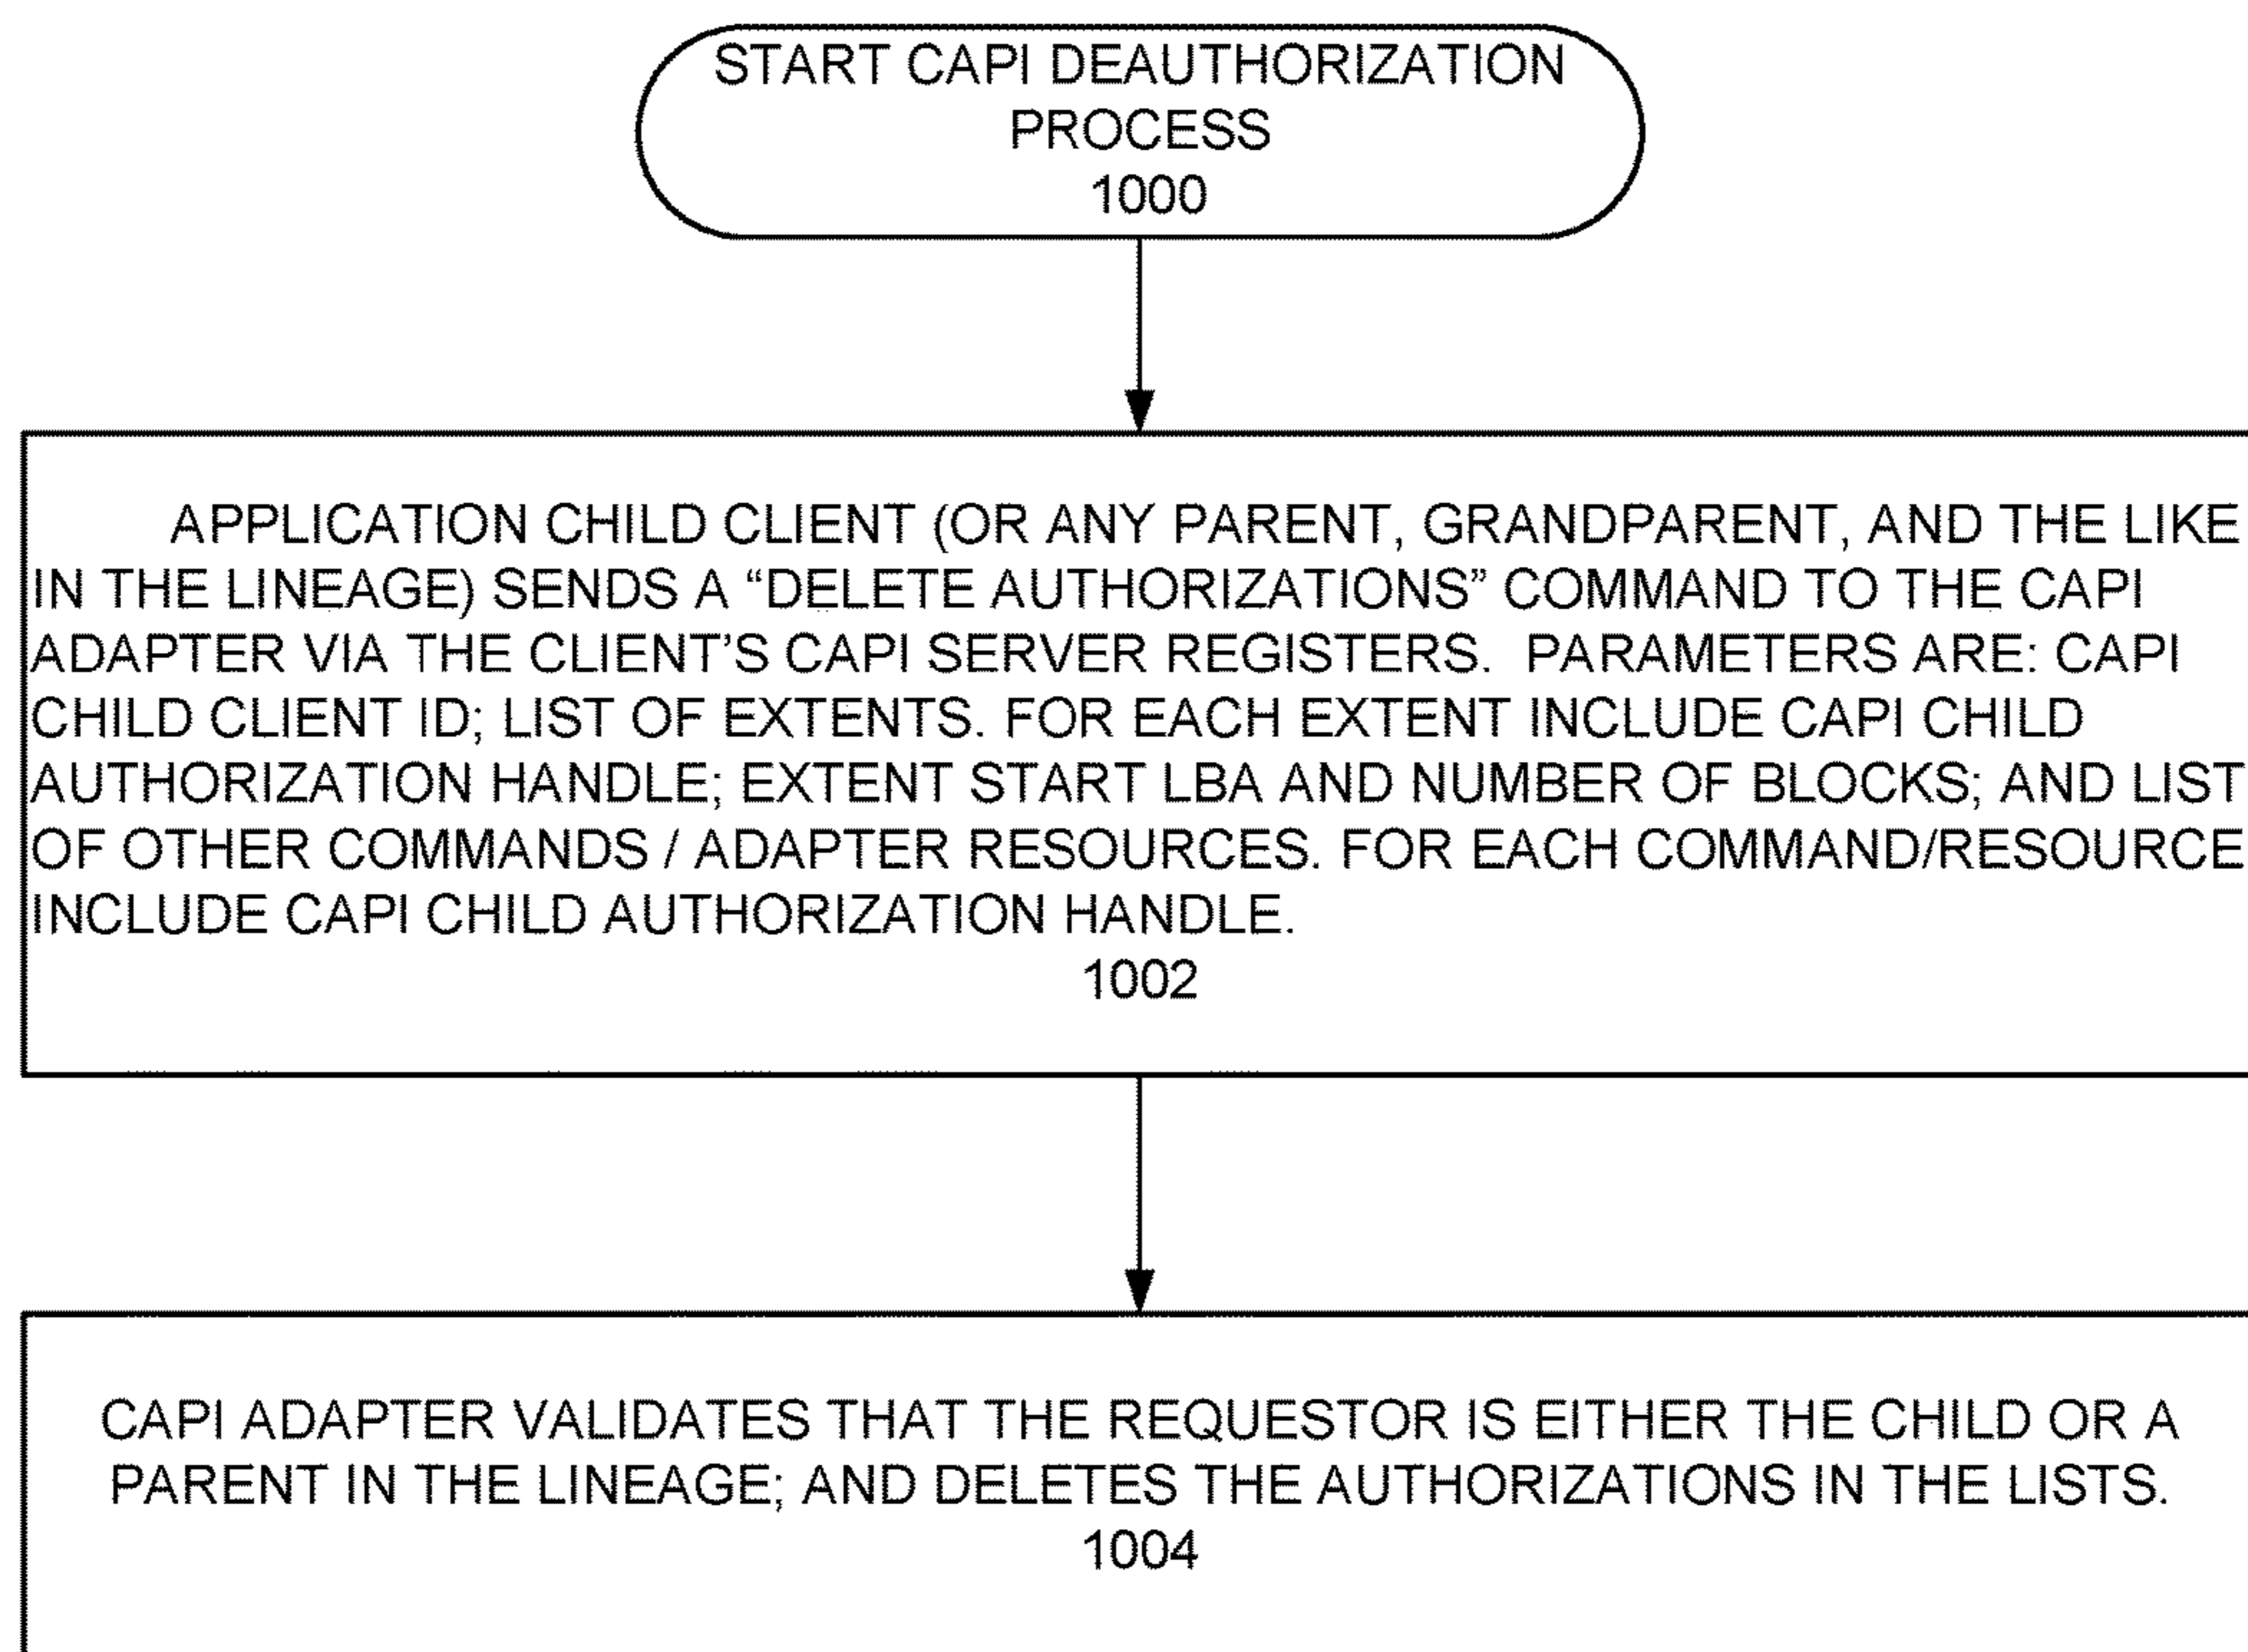 START CAPI DEAUTHORIZATION
PROCESS
1000
APPLICATION CHILD CLIENT (OR ANY PARENT, GRANDPARENT, AND THE LIKE
IN THE LINEAGE) SENDS A “DELETE AUTHORIZATIONS” COMMAND TO THE CAPI
ADAPTER VIA THE CLIENT’S CAPI SERVER REGISTERS. PARAMETERS ARE: CAPI
CHILD CLIENT ID; LIST OF EXTENTS. FOR EACH EXTENT INCLUDE CAPI CHILD
AUTHORIZATION HANDLE; EXTENT START LBA AND NUMBER OF BLOCKS; AND LIST
OF OTHER COMMANDS / ADAPTER RESOURCES. FOR EACH COMMAND/RESOURCE
INCLUDE CAPI CHILD AUTHORIZATION HANDLE.
1002
CAPI ADAPTER VALIDATES THAT THE REQUESTOR IS EITHER THE CHILD OR A
PARENT IN THE LINEAGE; AND DELETES THE AUTHORIZATIONS IN THE LISTS.
1004